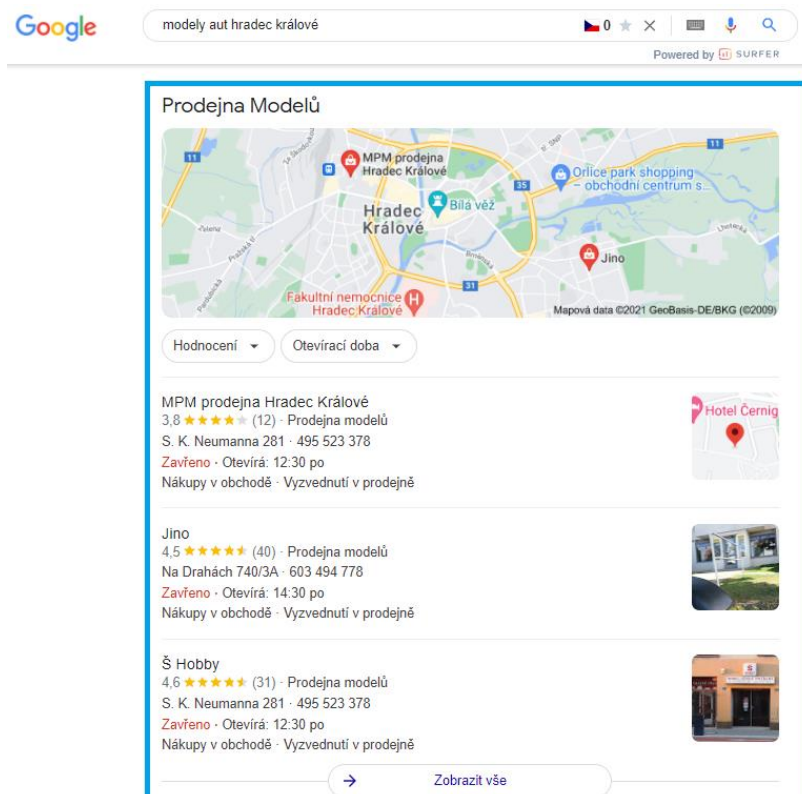 Google
modely aut hradec králové
0
Powered by SURFER
Prodejna Modelů
11
MPM prodejna
Hradec Králové
11
Orlice park shopping
– obchodní centrum s...
35
Bílá věž
Hradec
Králové
Jino
31
Fakultní nemocnice
Hradec Králové
H
Mapová data ©2021 GeoBasis-DE/BKG (©2009)
Hodnocení
Otevírací doba
MPM prodejna Hradec Králové
3,8 (12) · Prodejna modelů
S. K. Neumanna 281 · 495 523 378
Zavřeno · Otevírá: 12:30 po
Nákupy v obchodě · Vyzvednutí v prodejně
Hotel Černig
Jino
4,5 (40) · Prodejna modelů
Na Drahách 740/3A · 603 494 778
Zavřeno · Otevírá: 14:30 po
Nákupy v obchodě · Vyzvednutí v prodejně
Š Hobby
4,6 (31) · Prodejna modelů
S. K. Neumanna 281 · 495 523 378
Zavřeno · Otevírá: 12:30 po
Nákupy v obchodě · Vyzvednutí v prodejně
Zobrazit vše